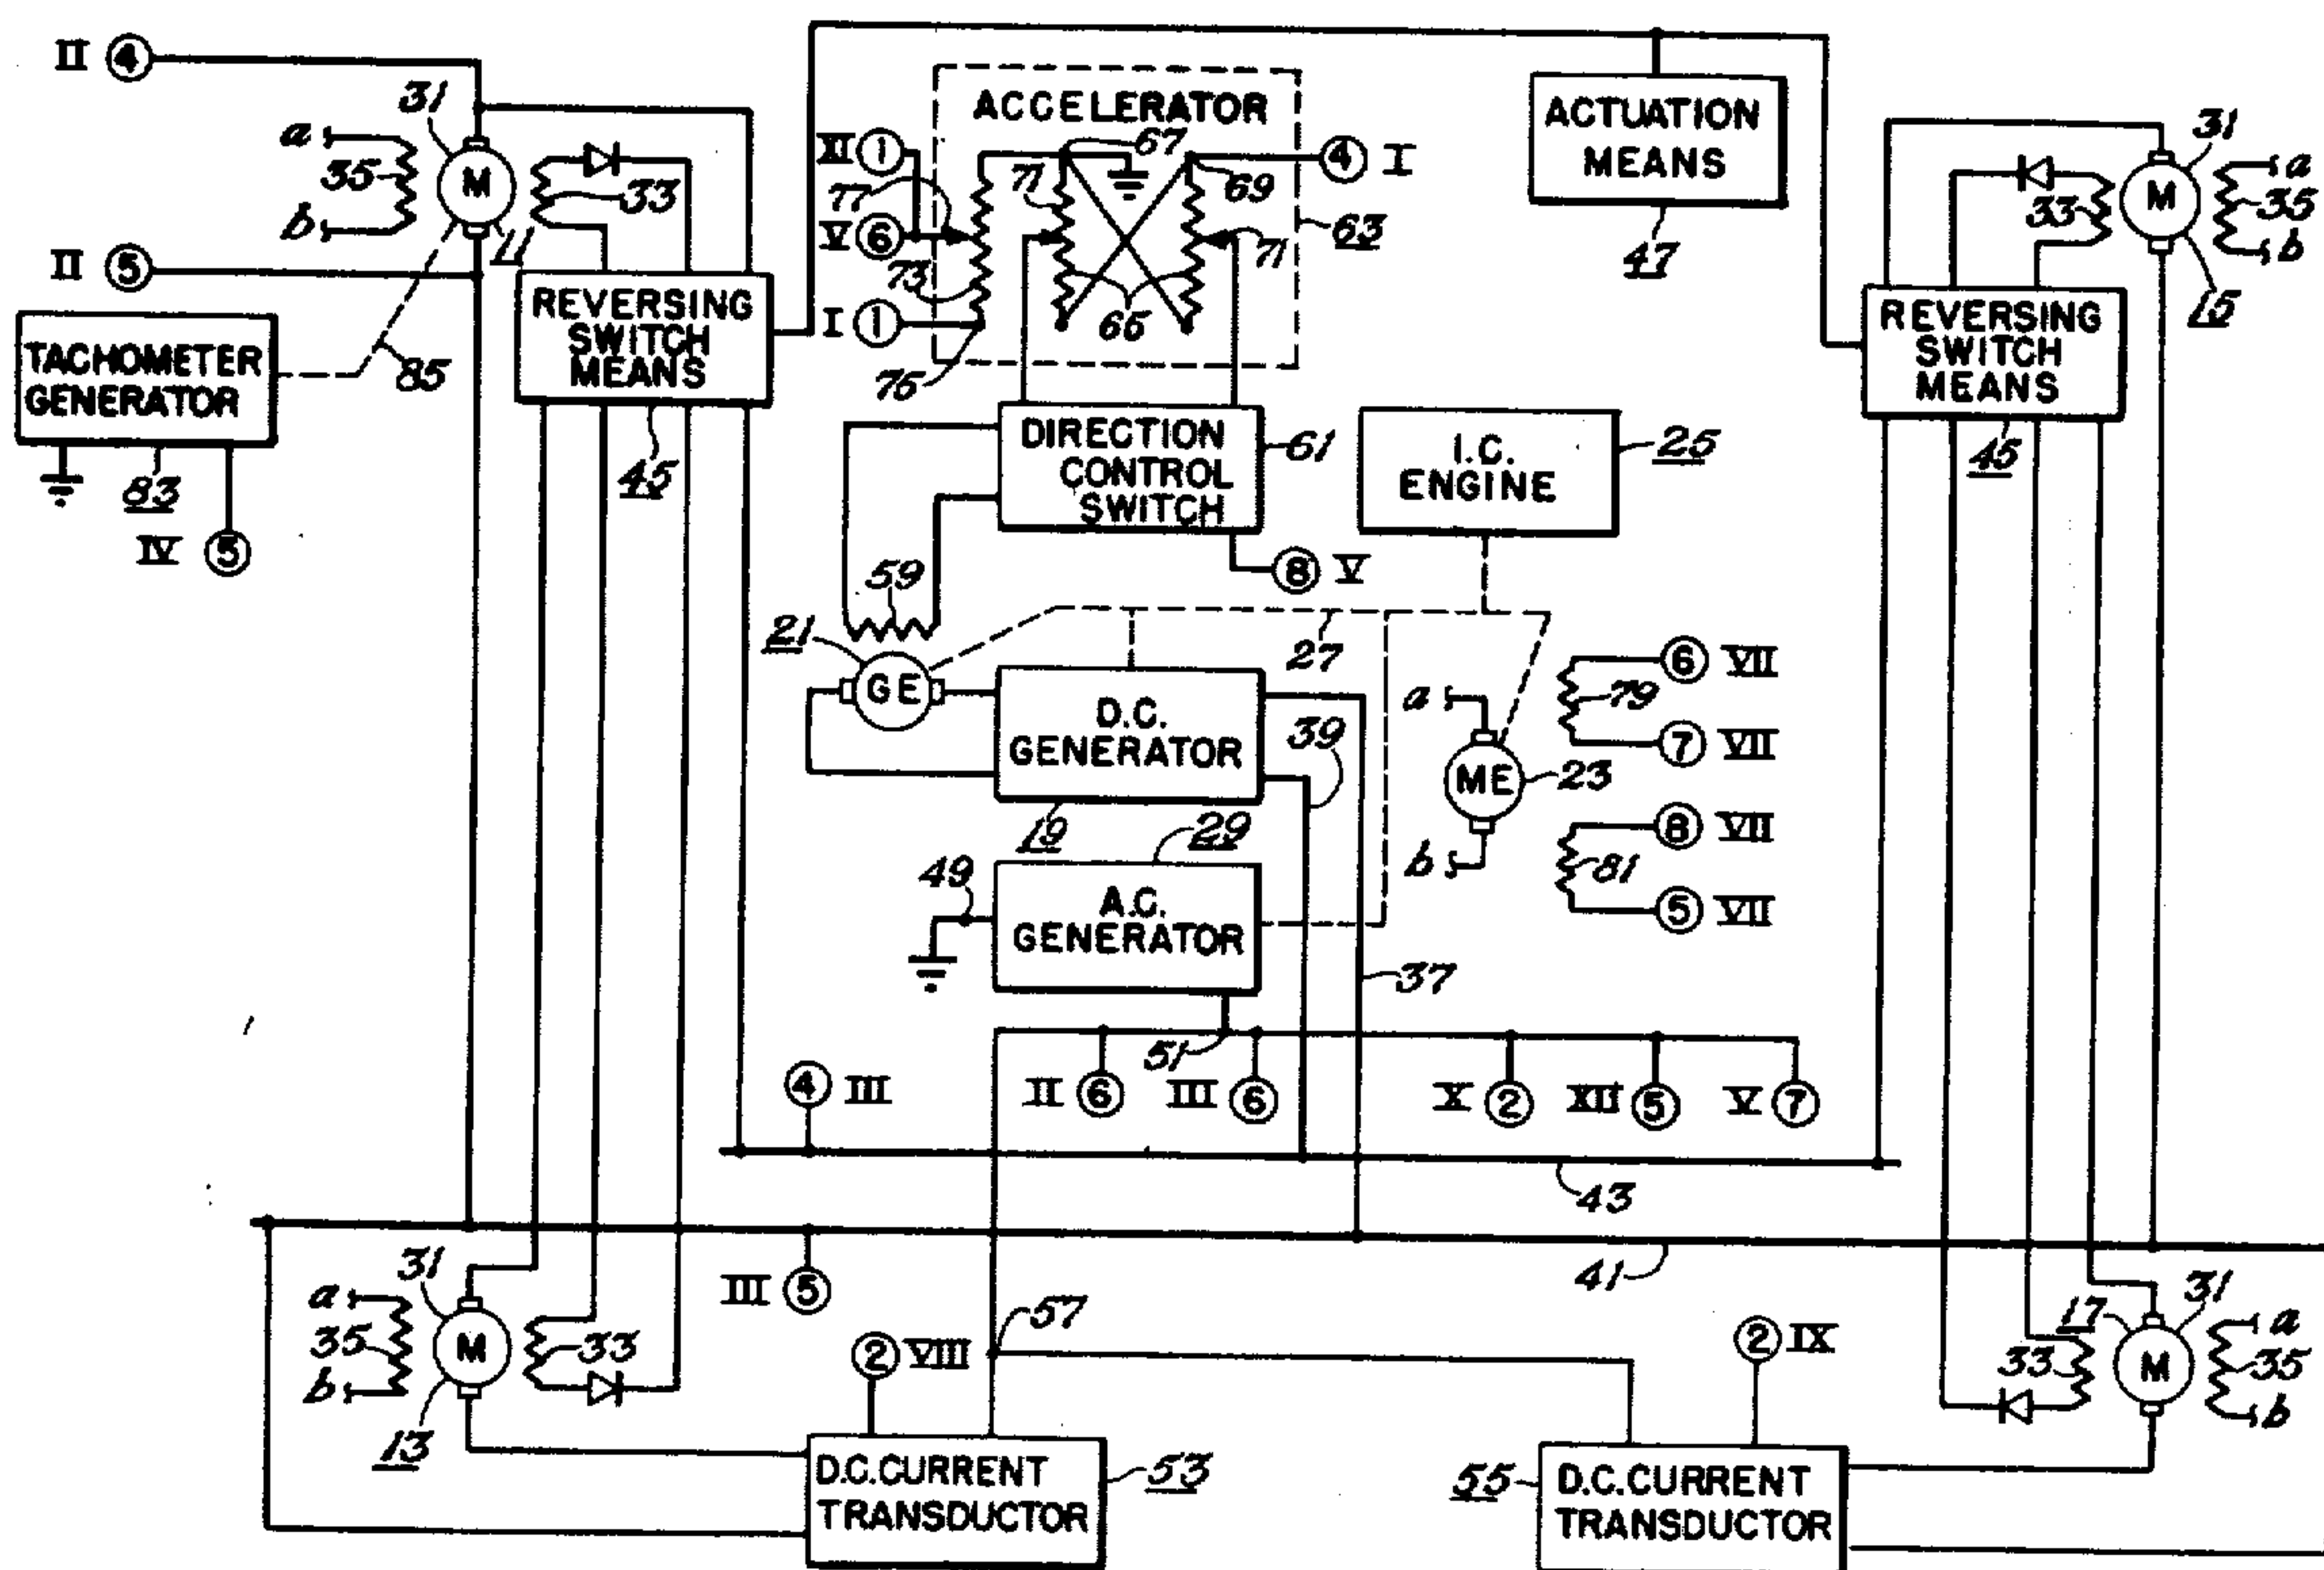 II 4
31
a
35
b
M
33
11
II 5
TACHOMETER
GENERATOR
85
83
IV 5
REVERSING
SWITCH
MEANS
45
ACCELERATOR
XI 1
77
V 6
73
I 1
75
71
67
69
4 I
71
65
63
DIRECTION
CONTROL
SWITCH
61
8 V
ACTUATION
MEANS
47
31
a
35
b
M
33
15
REVERSING
SWITCH
MEANS
45
I.C.
ENGINE
25
59
21
GE
27
D.C.
GENERATOR
19
39
29
A.C.
GENERATOR
49
37
51
a
ME
23
b
6 VII
79
7 VII
8 VII
81
5 VII
4 III
II 6
III 6
X 2
XII 5
V 7
43
41
III 5
31
a
35
b
M
33
13
57
2 VIII
D.C. CURRENT
TRANSDUCTOR
53
2 IX
55
D.C. CURRENT
TRANSDUCTOR
17
31
a
33
M
35
b